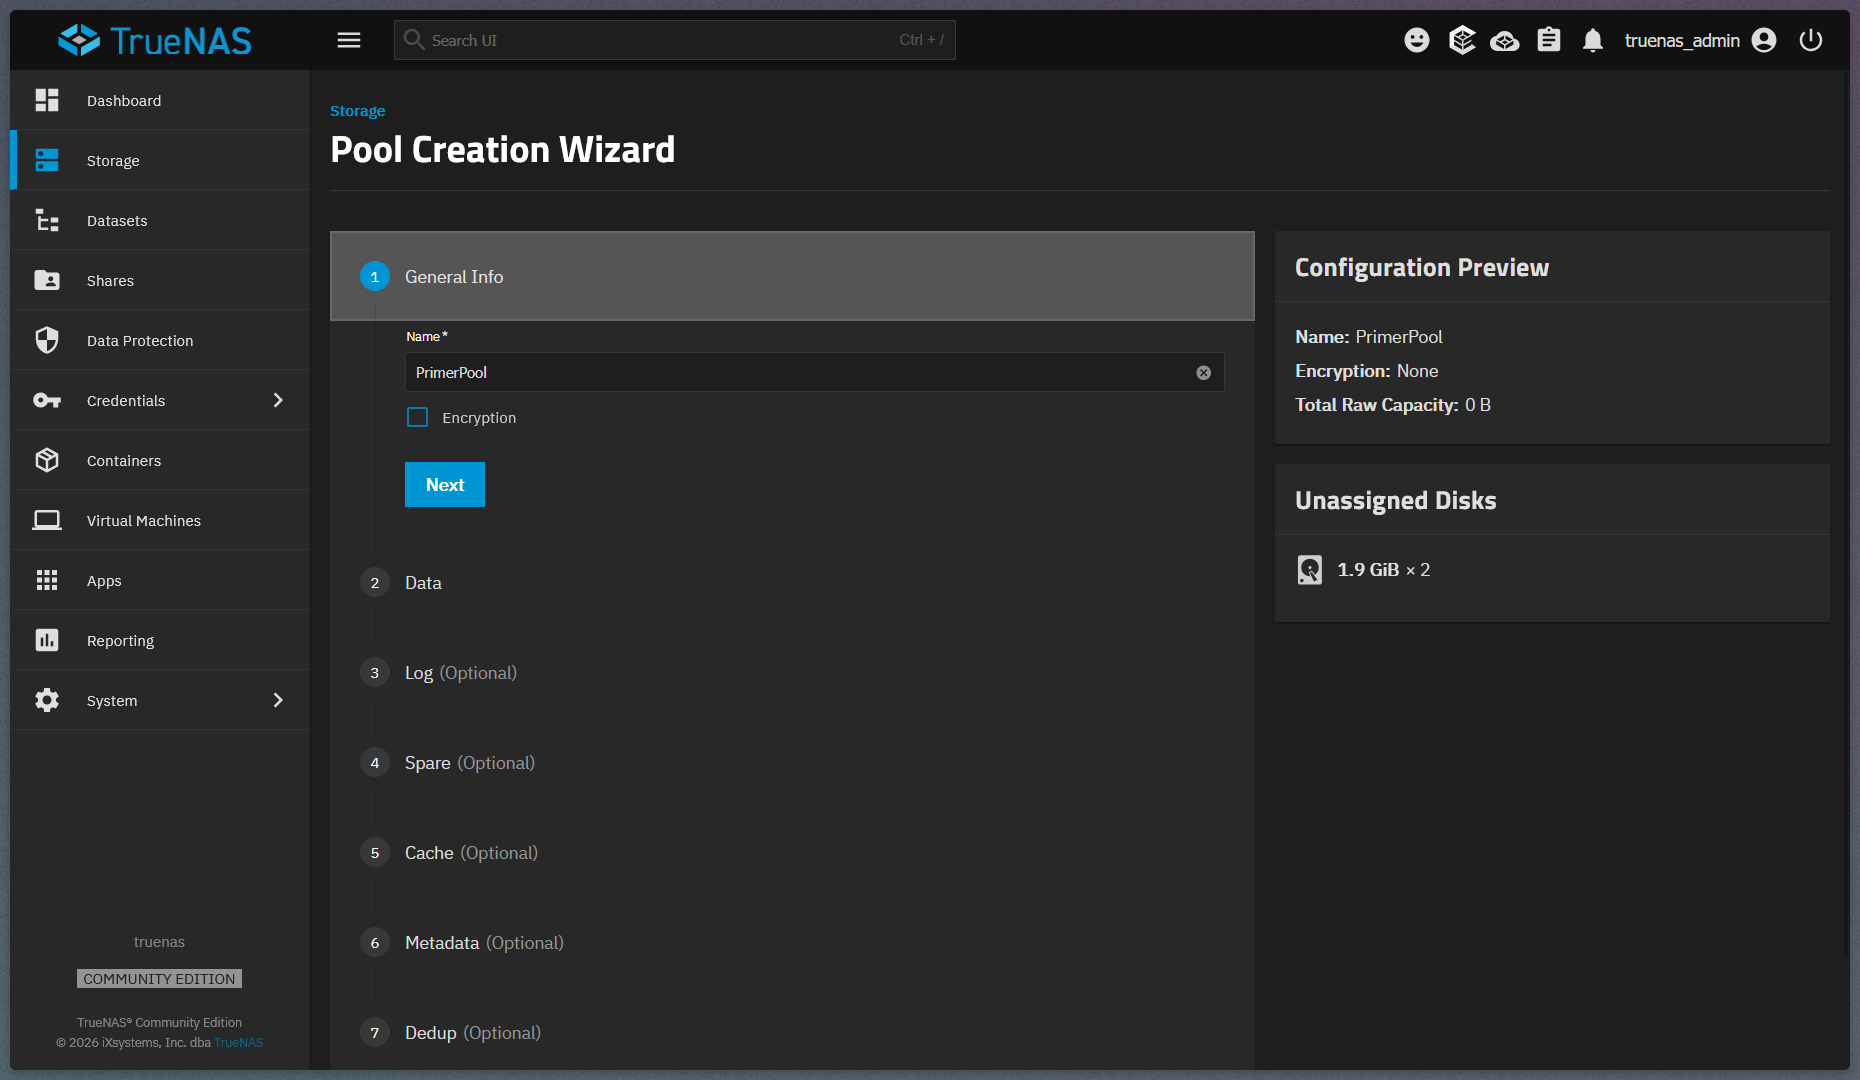 TrueNAS
Search UI
Ctrl + /
truenas_admin
Dashboard
Storage
Datasets
Shares
Data Protection
Credentials
Containers
Virtual Machines
Apps
Reporting
System
truenas
COMMUNITY EDITION
TrueNAS® Community Edition
© 2026 iXsystems, Inc. dba TrueNAS
Storage
Pool Creation Wizard
1 General Info
Name *
PrimerPool
Encryption
Next
2 Data
3 Log (Optional)
4 Spare (Optional)
5 Cache (Optional)
6 Metadata (Optional)
7 Dedup (Optional)
Configuration Preview
Name: PrimerPool
Encryption: None
Total Raw Capacity: 0 B
Unassigned Disks
1.9 GiB × 2